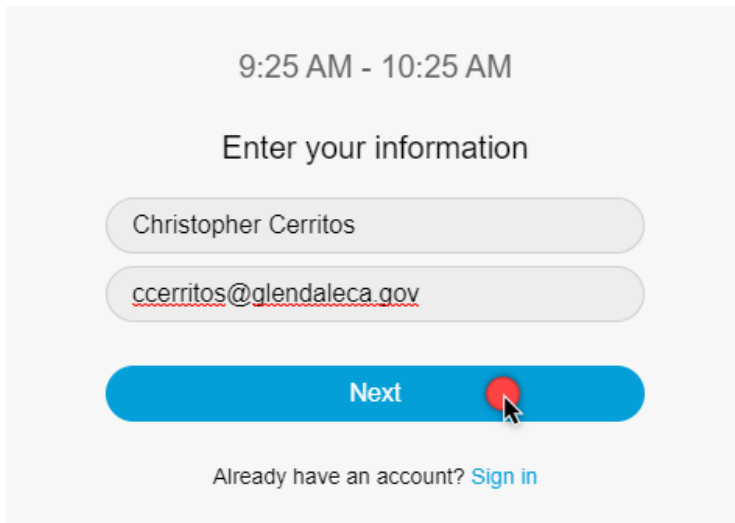 9:25 AM - 10:25 AM
Enter your information
Christopher Cerritos
ccerritos@glendaleca.gov
Next
Already have an account? Sign in